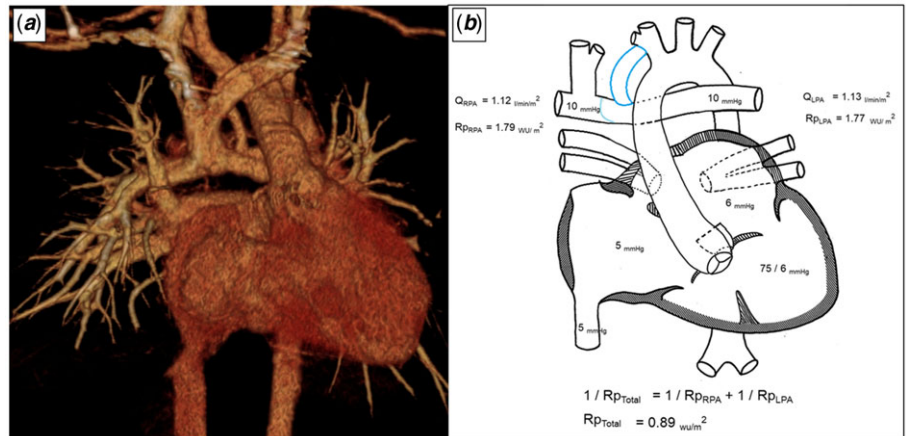 (a)
(b)
10 mmHg
10 mmHg
QRPA = 1.12 l/min/m²
RpRPA = 1.79 WU/ m²
QLPA = 1.13 l/min/m²
RpLPA = 1.77 WU/ m²
6 mmHg
5 mmHg
75 / 6 mmHg
5 mmHg
1 / RpTotal = 1 / RpRPA + 1 / RpLPA
RpTotal = 0.89 wu/m²